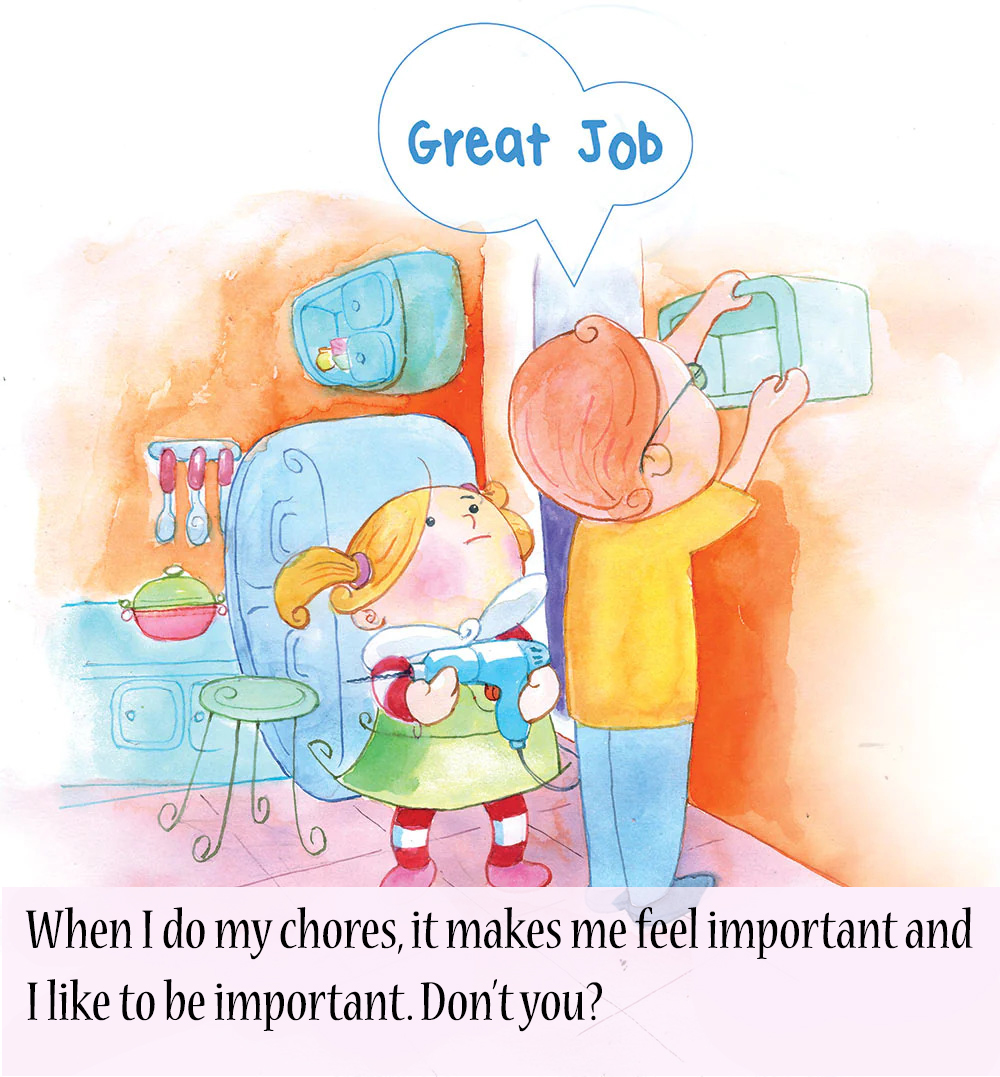 Great Job
When I do my chores, it makes me feel important and
I like to be important. Don't you?